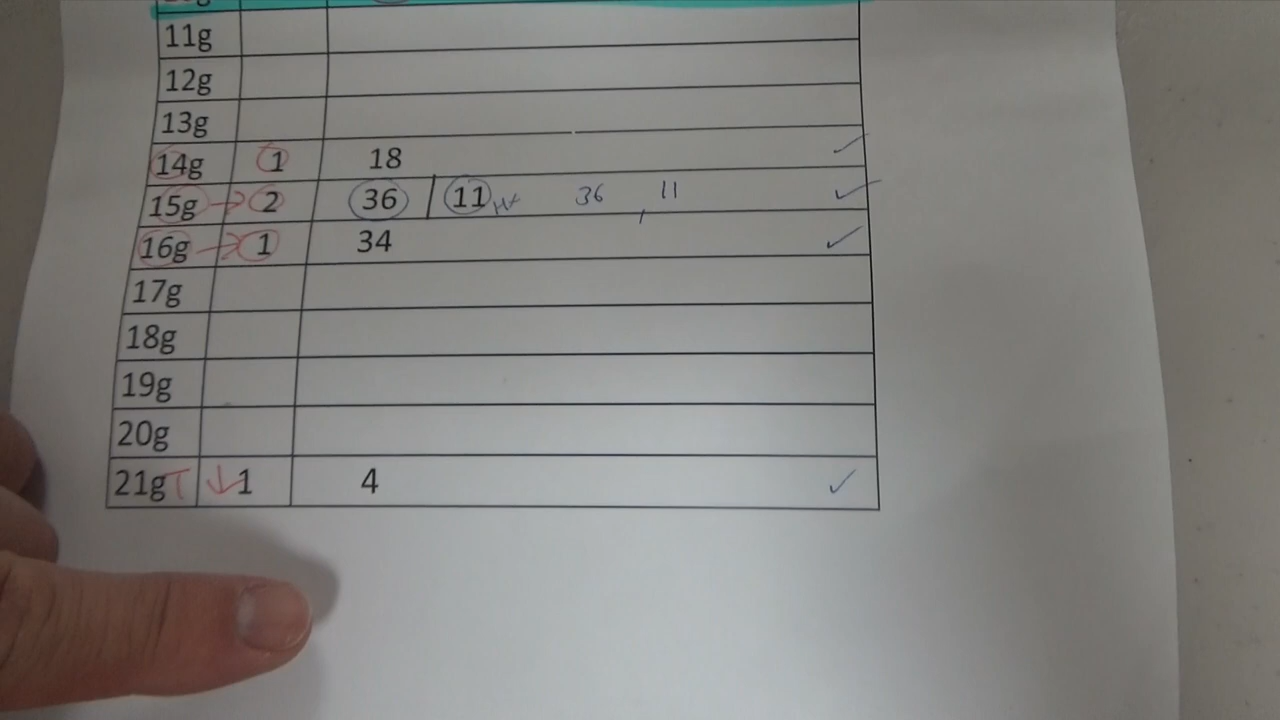 11g
12g
13g
14g 1 18 ✓
15g → 2 36 | 11 36 , 11 ✓
16g → 1 34 ✓
17g
18g
19g
20g
21g ↓ 1 4 ✓